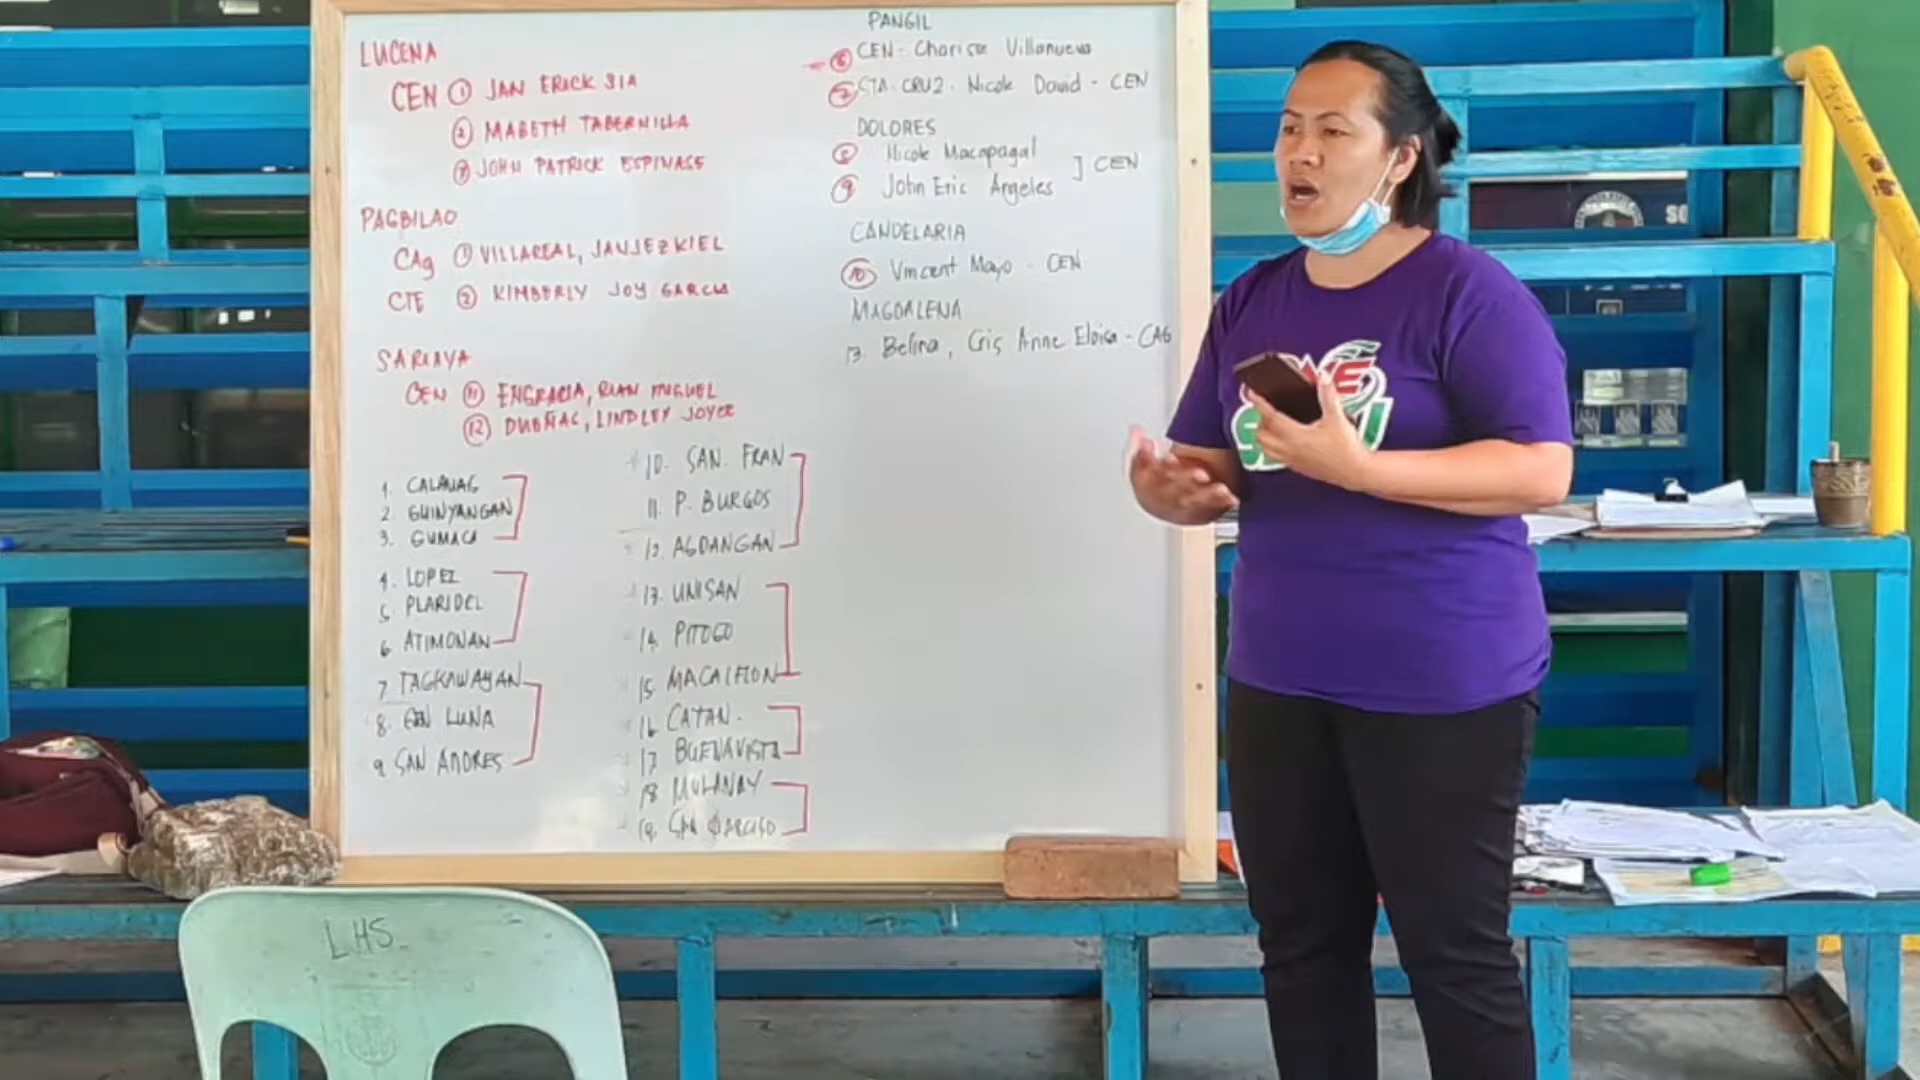 LUCENA
CEN ① JAN ERICK SIA
② MABETH TABERNILLA
⑦ JOHN PATRICK ESPINASE
PAGBILAO
CAg ① VILLAREAL, JANJEZKIEL
CTE ② KIMBERLY JOY GARCIA
SARIAYA
CEN ⑪ ENGRACIA, RIAN MIGUEL
⑫ LINDLEY JOYCE
1. CALAUAG
2. GUINYANGAN
3. GUMACA
4. LOPEZ
5. PLARIDEL
6. ATIMONAN
7. TAGKAWAYAN
8. GEN LUNA
9. SAN ANDRES
10. SAN. FRAN
11. P. BURGOS
12. AGDANGAN
13. UNISAN
14. PITOGO
15. MACALELON
16. CATAN.
17. BUENAVISTA
18. MULANAY
19. SAN NARCISO
PANGIL
⑥ CEN - Charisse Villanueva
⑦ STA. CRUZ - Nicole David - CEN
DOLORES
⑧ Nicole Macapagal
⑨ John Eric Angeles ] CEN
CANDELARIA
⑩ Vincent Mayo - CEN
MAGDALENA
13. Belina, Cris Anne Eloisa - CAG
LHS